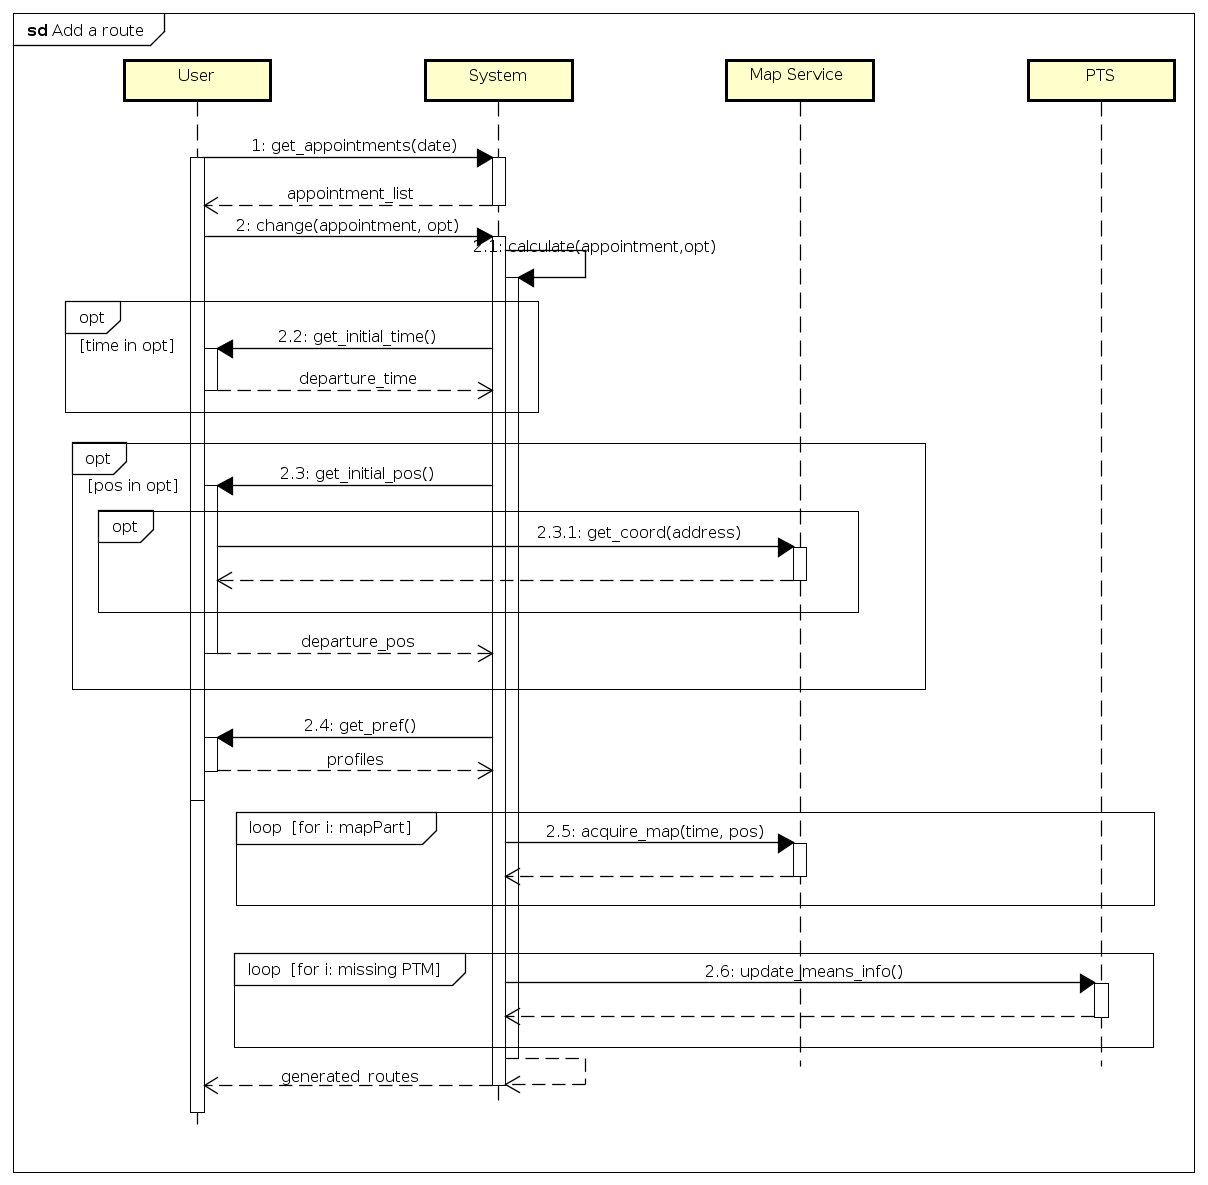 sd Add a route
User
System
Map Service
PTS
1: get_appointments(date)
appointment_list
2: change(appointment, opt)
2.1: calculate(appointment,opt)
opt
2.2: get_initial_time()
[time in opt]
departure_time
opt
2.3: get_initial_pos()
[pos in opt]
opt
2.3.1: get_coord(address)
departure_pos
2.4: get_pref()
profiles
loop [for i: mapPart]
2.5: acquire_map(time, pos)
loop [for i: missing PTM]
2.6: update_means_info()
generated_routes